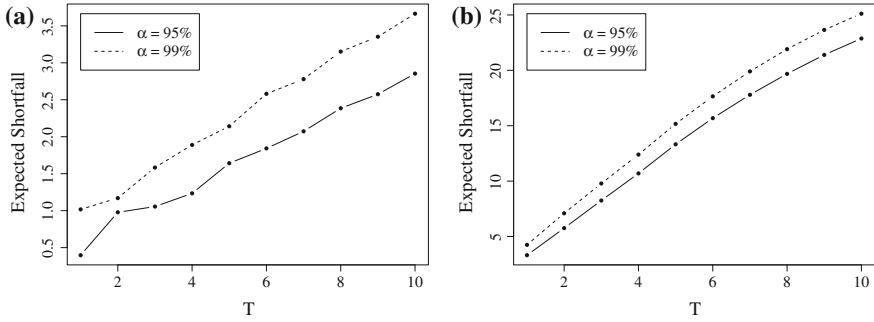 (a)
α = 95%
α = 99%
Expected Shortfall
0.5 1.0 1.5 2.0 2.5 3.0 3.5
2 4 6 8 10
T
(b)
α = 95%
α = 99%
Expected Shortfall
5 10 15 20 25
2 4 6 8 10
T